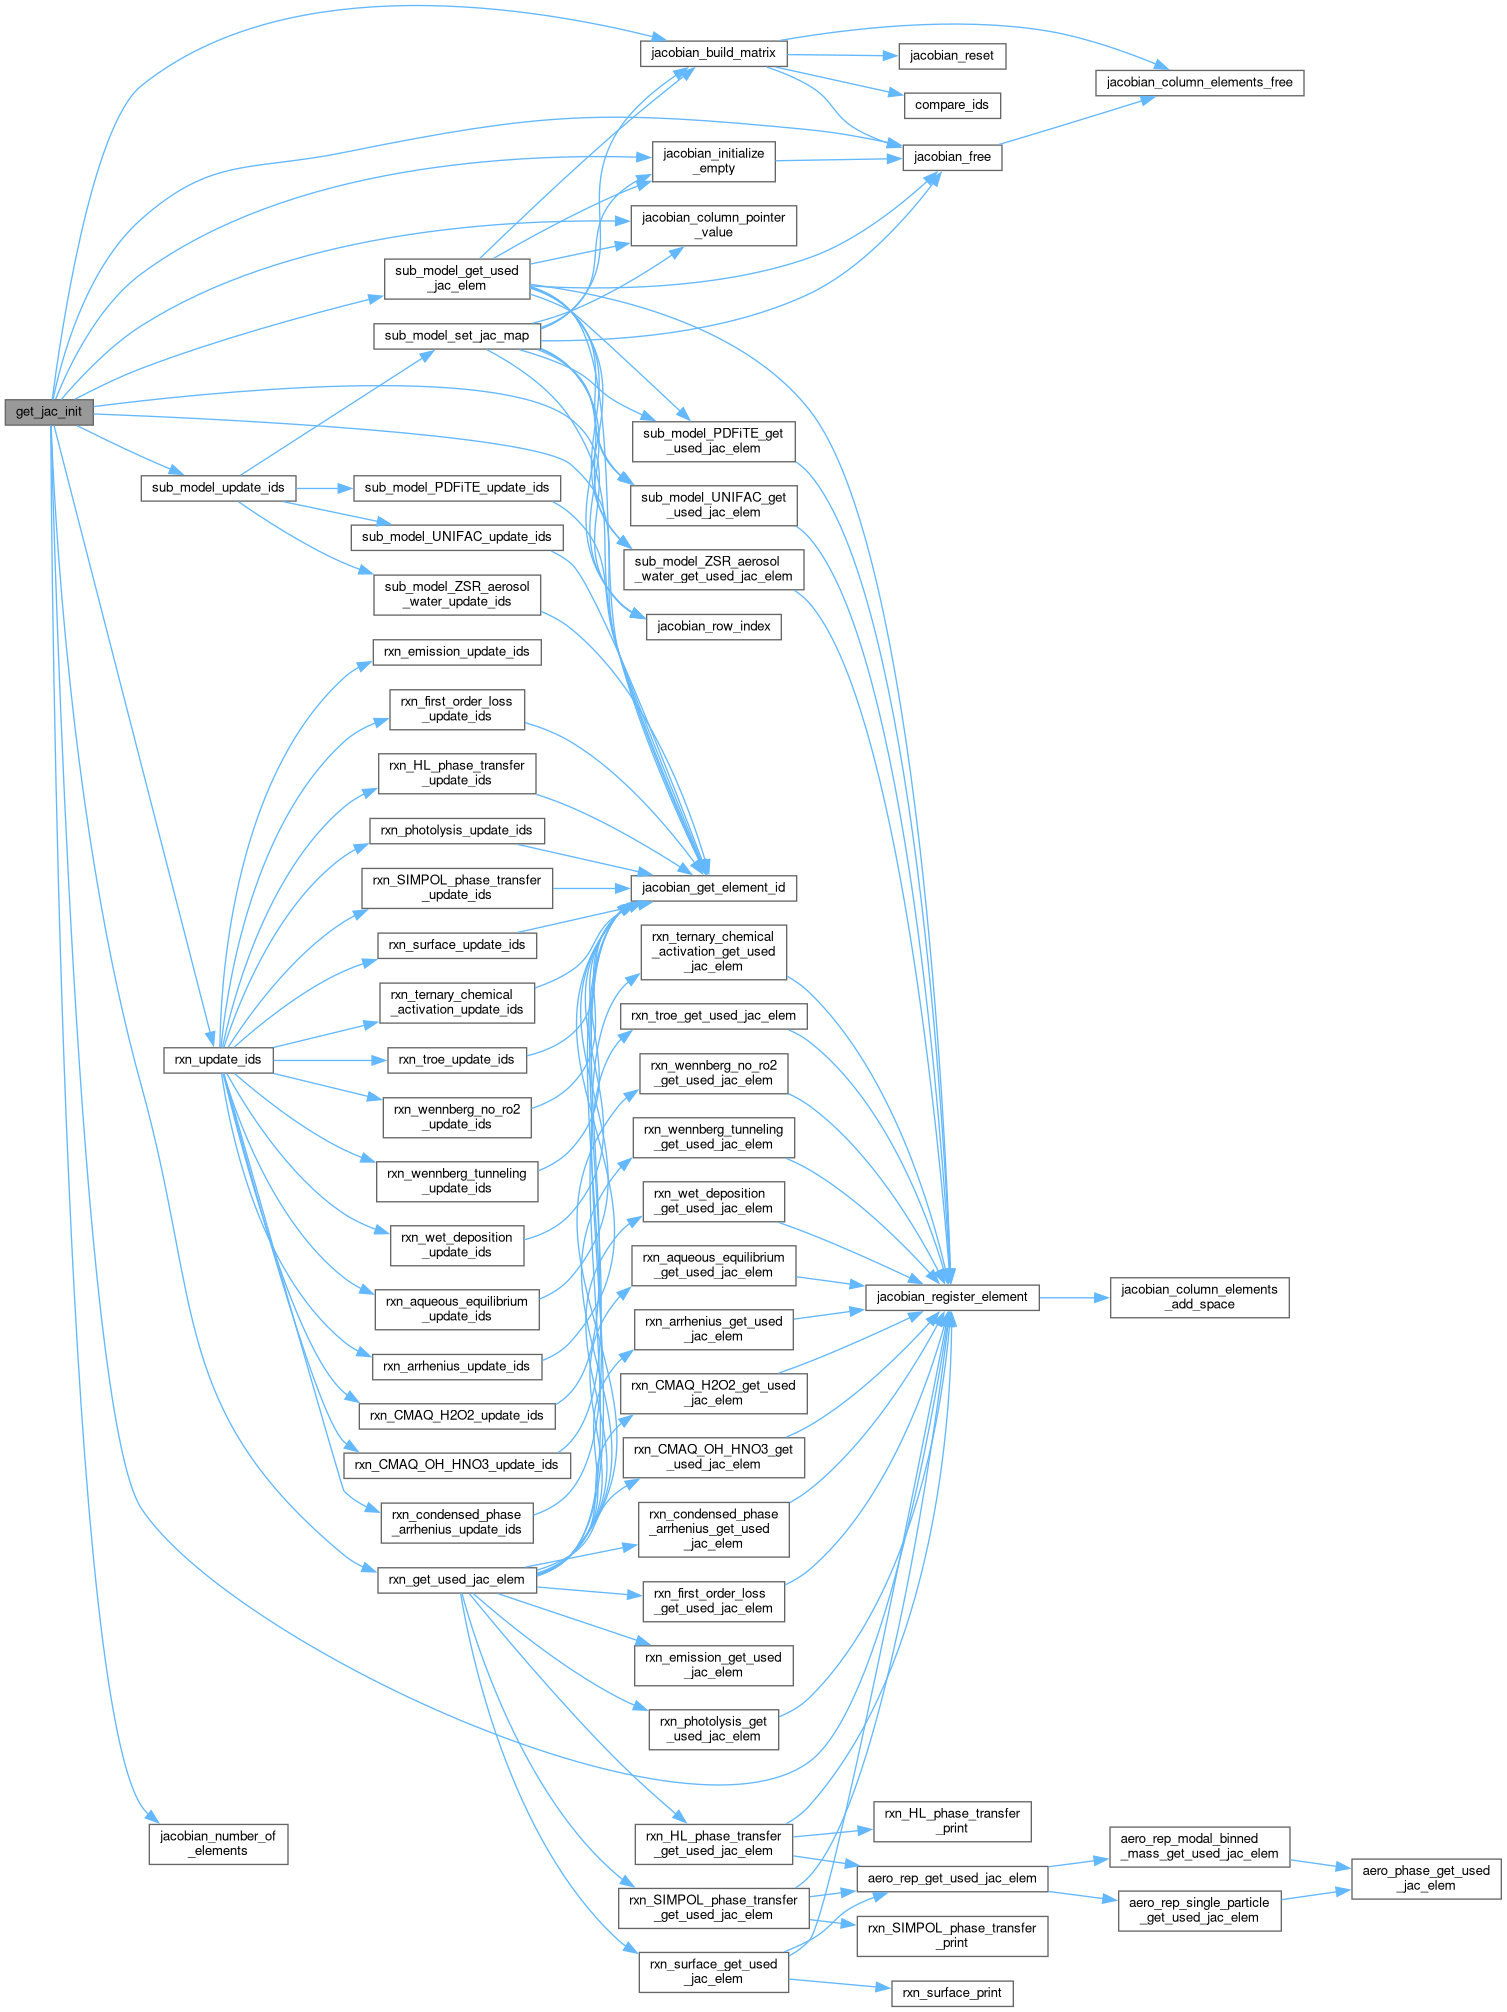 get_jac_init
jacobian_build_matrix
jacobian_reset
jacobian_column_elements_free
compare_ids
jacobian_free
jacobian_initialize
_empty
jacobian_column_pointer
_value
sub_model_get_used
_jac_elem
sub_model_set_jac_map
sub_model_PDFiTE_get
_used_jac_elem
sub_model_update_ids
sub_model_PDFiTE_update_ids
sub_model_UNIFAC_get
_used_jac_elem
sub_model_UNIFAC_update_ids
sub_model_ZSR_aerosol
_water_get_used_jac_elem
sub_model_ZSR_aerosol
_water_update_ids
jacobian_row_index
rxn_emission_update_ids
rxn_first_order_loss
_update_ids
rxn_HL_phase_transfer
_update_ids
rxn_photolysis_update_ids
rxn_SIMPOL_phase_transfer
_update_ids
jacobian_get_element_id
rxn_surface_update_ids
rxn_ternary_chemical
_activation_get_used
_jac_elem
rxn_ternary_chemical
_activation_update_ids
rxn_troe_get_used_jac_elem
rxn_update_ids
rxn_troe_update_ids
rxn_wennberg_no_ro2
_get_used_jac_elem
rxn_wennberg_no_ro2
_update_ids
rxn_wennberg_tunneling
_get_used_jac_elem
rxn_wennberg_tunneling
_update_ids
rxn_wet_deposition
_get_used_jac_elem
rxn_wet_deposition
_update_ids
rxn_aqueous_equilibrium
_get_used_jac_elem
jacobian_register_element
jacobian_column_elements
_add_space
rxn_aqueous_equilibrium
_update_ids
rxn_arrhenius_get_used
_jac_elem
rxn_arrhenius_update_ids
rxn_CMAQ_H2O2_get_used
_jac_elem
rxn_CMAQ_H2O2_update_ids
rxn_CMAQ_OH_HNO3_get
_used_jac_elem
rxn_CMAQ_OH_HNO3_update_ids
rxn_condensed_phase
_arrhenius_get_used
_jac_elem
rxn_condensed_phase
_arrhenius_update_ids
rxn_get_used_jac_elem
rxn_first_order_loss
_get_used_jac_elem
rxn_emission_get_used
_jac_elem
rxn_photolysis_get
_used_jac_elem
jacobian_number_of
_elements
rxn_HL_phase_transfer
_get_used_jac_elem
rxn_HL_phase_transfer
_print
aero_rep_modal_binned
_mass_get_used_jac_elem
aero_rep_get_used_jac_elem
aero_phase_get_used
_jac_elem
rxn_SIMPOL_phase_transfer
_get_used_jac_elem
aero_rep_single_particle
_get_used_jac_elem
rxn_SIMPOL_phase_transfer
_print
rxn_surface_get_used
_jac_elem
rxn_surface_print